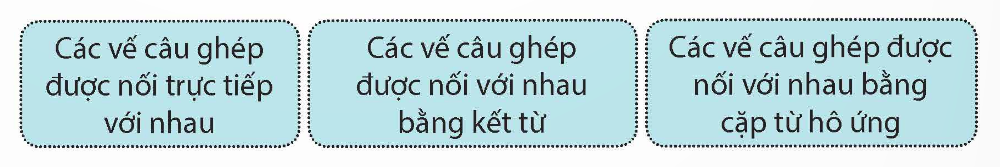 Các vế câu ghép
được nối trực tiếp
với nhau
Các vế câu ghép
được nối với nhau
bằng kết từ
Các vế câu ghép được
nối với nhau bằng
cặp từ hô ứng